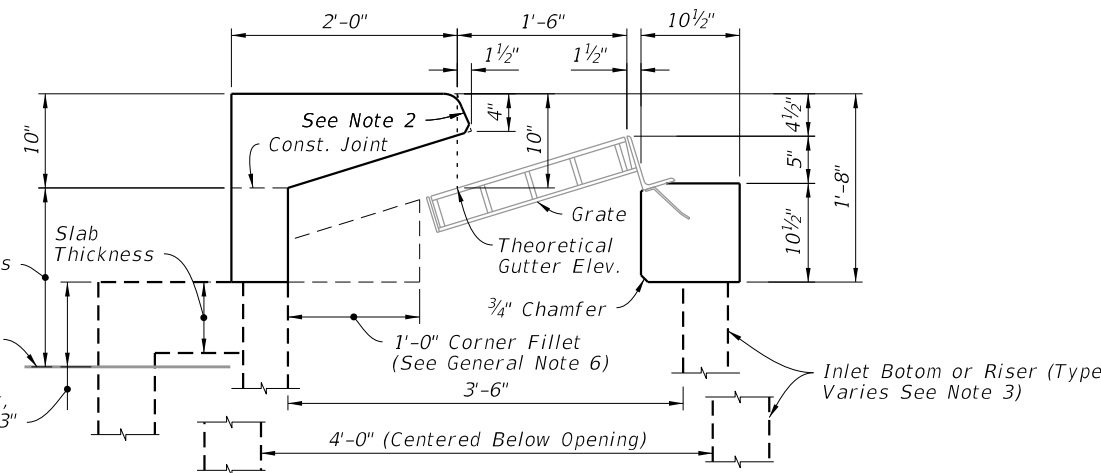 2'-0"
1'-6"
10½"
1½"
1½"
10"
See Note 2
Const. Joint
4"
10"
4½"
5"
1'-8"
10½"
Grate
Slab
Thickness
s
Theoretical
Gutter Elev.
¾" Chamfer
1'-0" Corner Fillet
(See General Note 6)
3'-6"
Inlet Botom or Riser (Type
Varies See Note 3)
,
3"
4'-0" (Centered Below Opening)